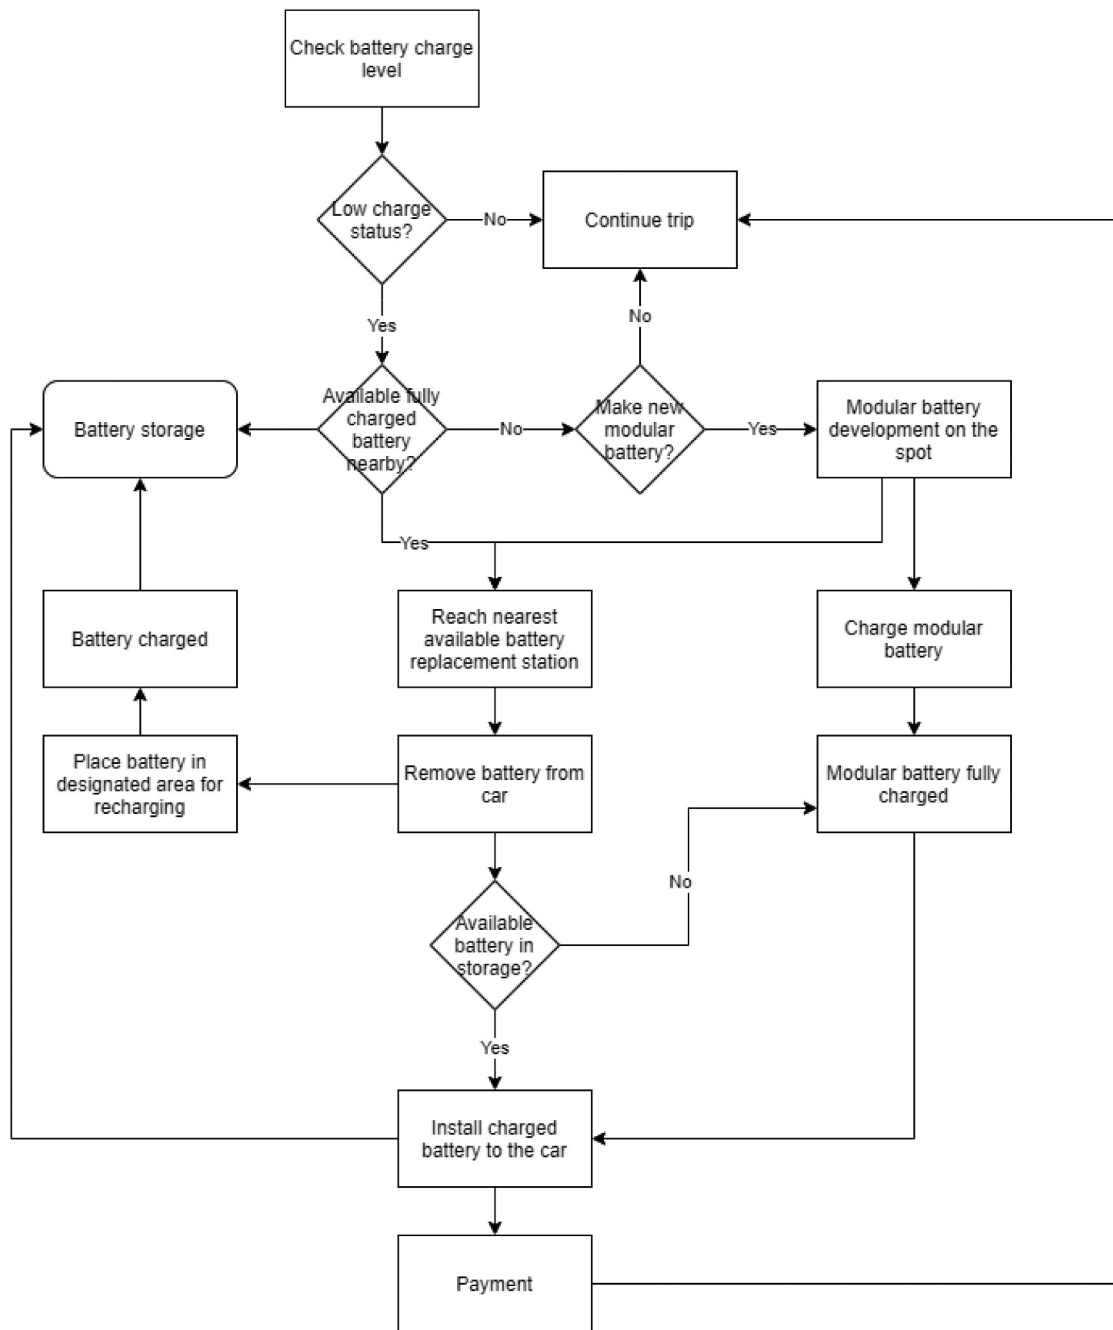 Check battery charge
level
Low charge
status?
No
Continue trip
Yes
No
Available fully
charged
battery
nearby?
Battery storage
No
Make new
modular
battery?
Yes
Modular battery
development on the
spot
Yes
Battery charged
Reach nearest
available battery
replacement station
Charge modular
battery
Place battery in
designated area for
recharging
Remove battery from
car
Modular battery fully
charged
No
Available
battery in
storage?
Yes
Install charged
battery to the car
Payment